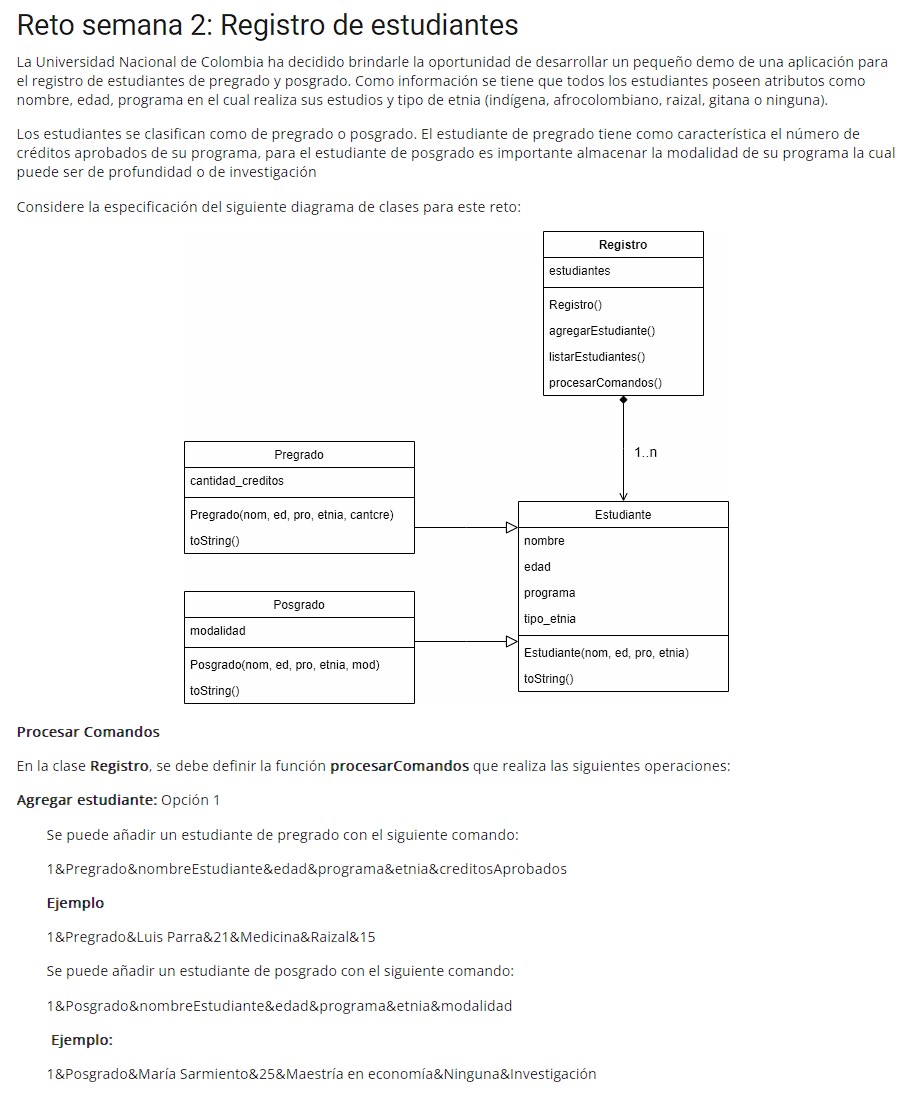 Reto semana 2: Registro de estudiantes
La Universidad Nacional de Colombia ha decidido brindarle la oportunidad de desarrollar un pequeño demo de una aplicación para
el registro de estudiantes de pregrado y posgrado. Como información se tiene que todos los estudiantes poseen atributos como
nombre, edad, programa en el cual realiza sus estudios y tipo de etnia (indígena, afrocolombiano, raizal, gitana o ninguna).
Los estudiantes se clasifican como de pregrado o posgrado. El estudiante de pregrado tiene como característica el número de
créditos aprobados de su programa, para el estudiante de posgrado es importante almacenar la modalidad de su programa la cual
puede ser de profundidad o de investigación
Considere la especificación del siguiente diagrama de clases para este reto:
Registro
estudiantes
Registro()
agregarEstudiante()
listarEstudiantes()
procesarComandos()
1..n
Pregrado
cantidad_creditos
Pregrado(nom, ed, pro, etnia, cantcre)
toString()
Estudiante
nombre
edad
programa
tipo_etnia
Estudiante(nom, ed, pro, etnia)
toString()
Posgrado
modalidad
Posgrado(nom, ed, pro, etnia, mod)
toString()
Procesar Comandos
En la clase Registro, se debe definir la función procesarComandos que realiza las siguientes operaciones:
Agregar estudiante: Opción 1
Se puede añadir un estudiante de pregrado con el siguiente comando:
1&Pregrado&nombreEstudiante&edad&programa&etnia&creditosAprobados
Ejemplo
1&Pregrado&Luis Parra&21&Medicina&Raizal&15
Se puede añadir un estudiante de posgrado con el siguiente comando:
1&Posgrado&nombreEstudiante&edad&programa&etnia&modalidad
Ejemplo:
1&Posgrado&María Sarmiento&25&Maestría en economía&Ninguna&Investigación